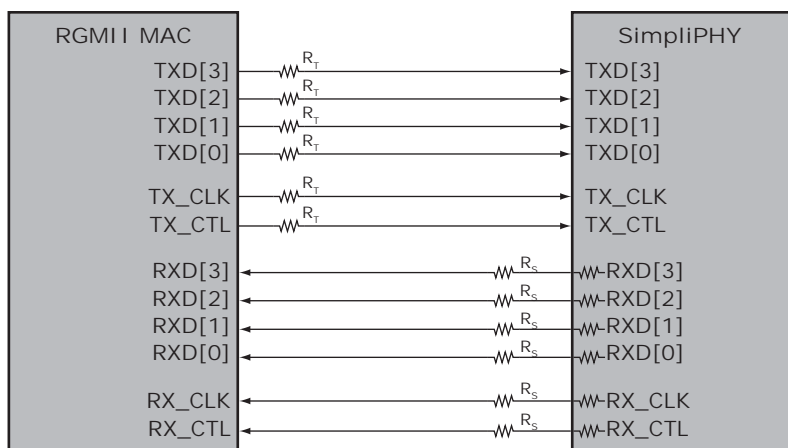 RGMII MAC SimpliPHY
TXD[3] R_T TXD[3]
TXD[2] R_T TXD[2]
TXD[1] R_T TXD[1]
TXD[0] R_T TXD[0]
TX_CLK R_T TX_CLK
TX_CTL R_T TX_CTL
RXD[3] R_S RXD[3]
RXD[2] R_S RXD[2]
RXD[1] R_S RXD[1]
RXD[0] R_S RXD[0]
RX_CLK R_S RX_CLK
RX_CTL R_S RX_CTL